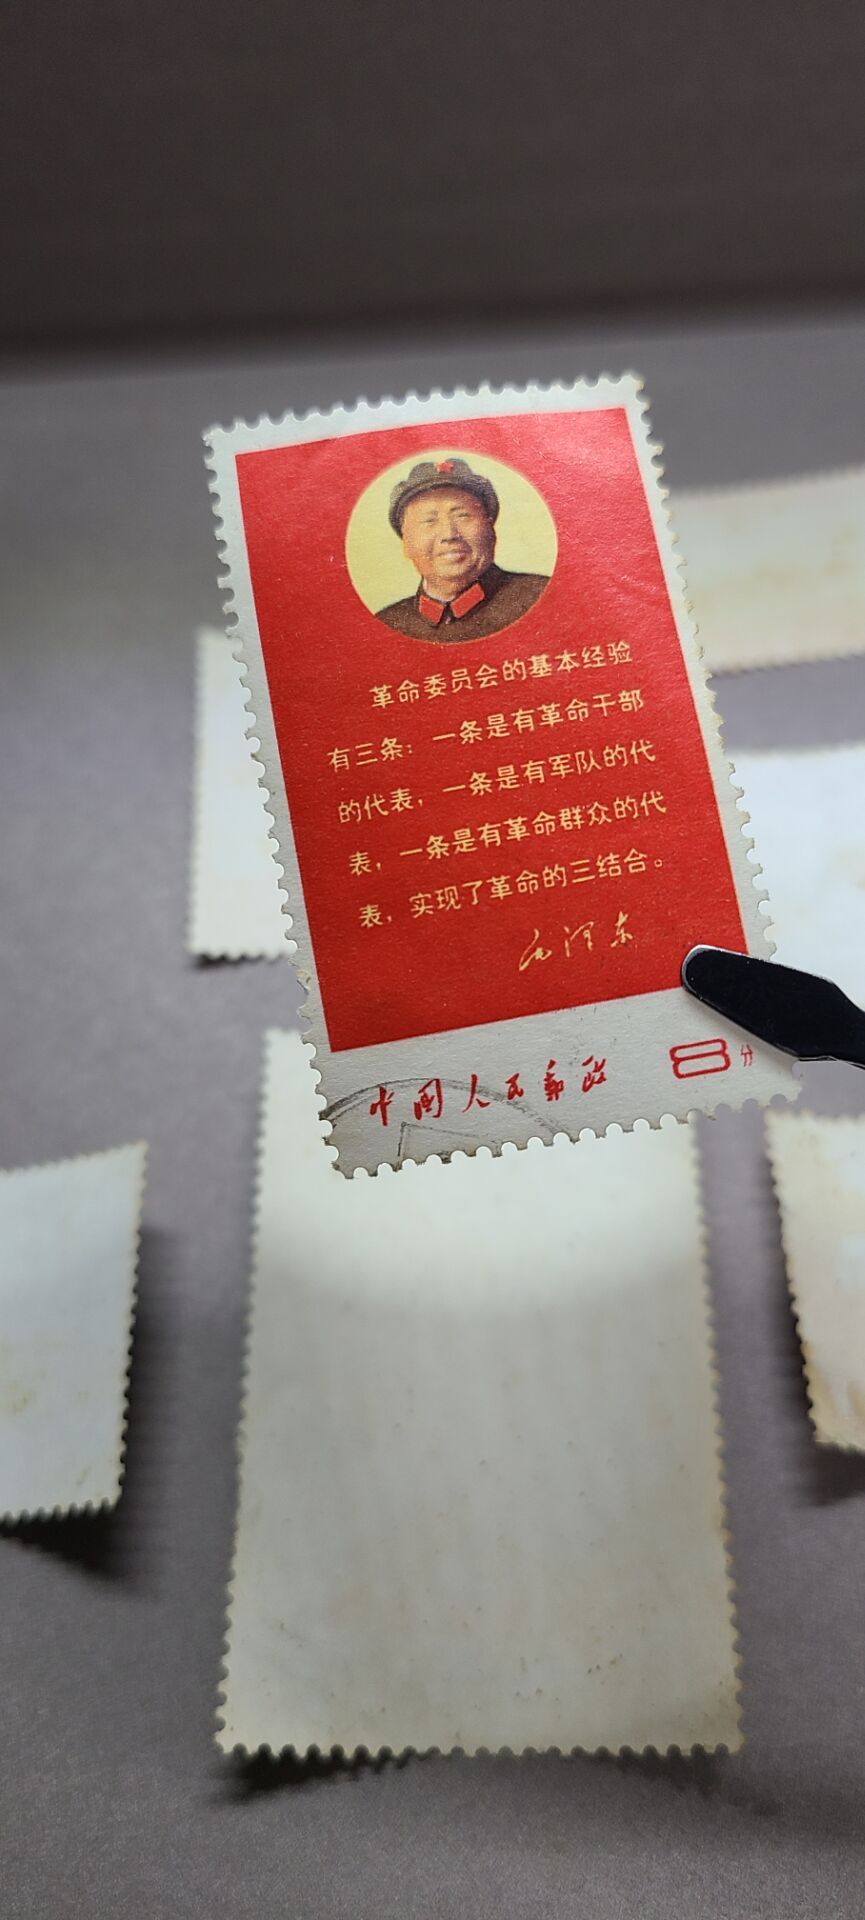 革命委员会的基本经验
有三条：一条是有革命干部
的代表，一条是有军队的代
表，一条是有革命群众的代
表，实现了革命的三结合。
毛泽东
中国人民邮政 8分